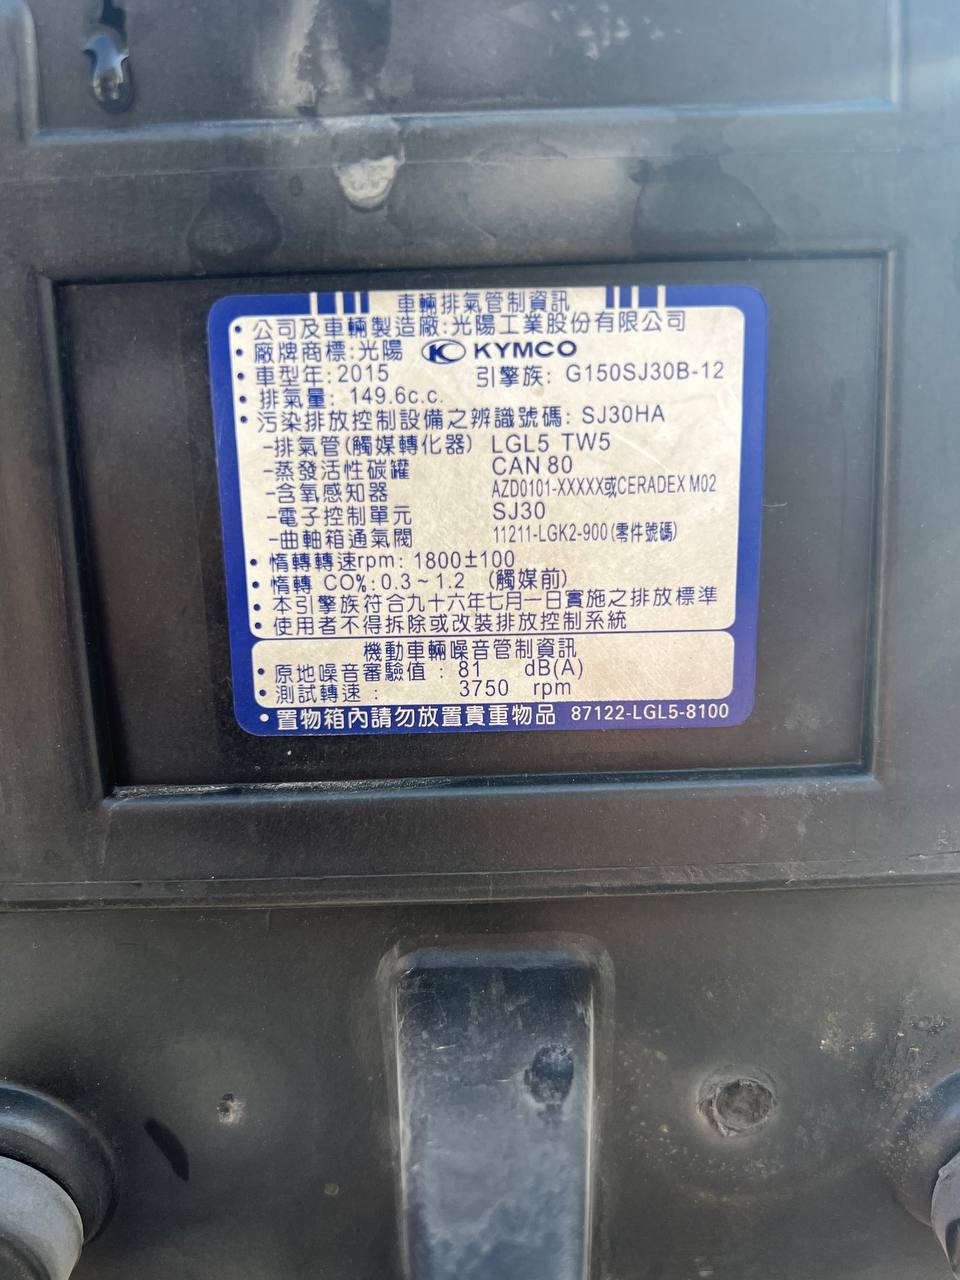 車輛排氣管制資訊
• 公司及車輛製造廠:光陽工業股份有限公司
• 廠牌商標:光陽 KYMCO
• 車型年:2015 引擎族: G150SJ30B-12
• 排氣量: 149.6c.c.
• 污染排放控制設備之辨識號碼: SJ30HA
-排氣管(觸媒轉化器) LGL5 TW5
-蒸發活性碳罐 CAN 80
-含氧感知器 AZD0101-XXXXX或CERADEX M02
-電子控制單元 SJ30
-曲軸箱通氣閥 11211-LGK2-900(零件號碼)
• 惰轉轉速rpm: 1800±100
• 惰轉 CO%:0.3~1.2 (觸媒前)
• 本引擎族符合九十六年七月一日實施之排放標準
• 使用者不得拆除或改裝排放控制系統
機動車輛噪音管制資訊
• 原地噪音審驗值 : 81 dB(A)
• 測試轉速 : 3750 rpm
• 置物箱內請勿放置貴重物品 87122-LGL5-8100